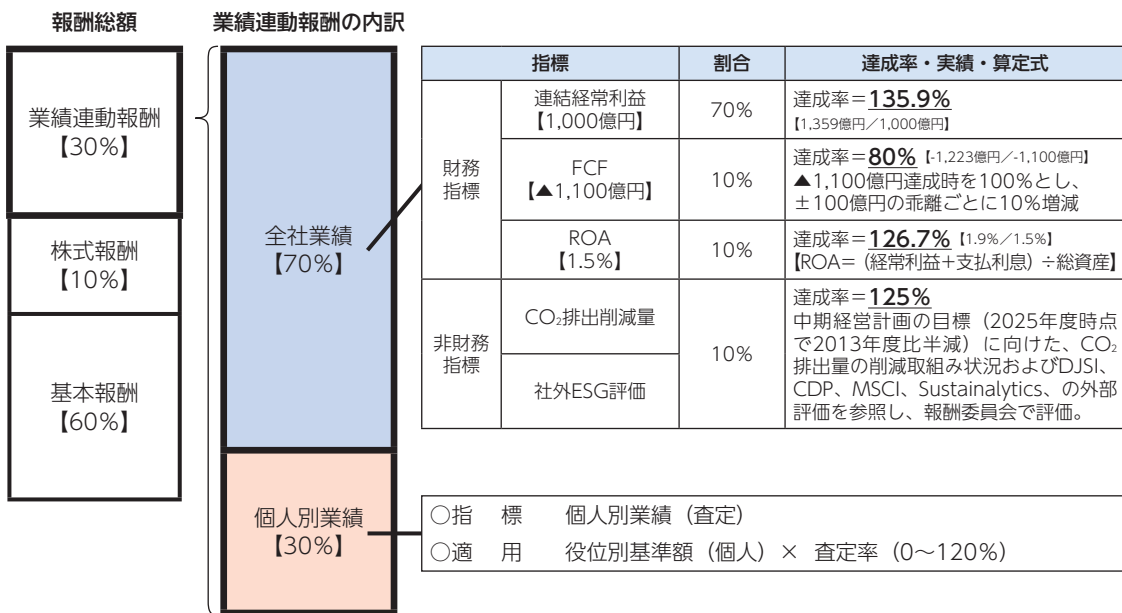 報酬総額
業績連動報酬の内訳
業績連動報酬
【30%】
株式報酬
【10%】
基本報酬
【60%】
全社業績
【70%】
個人別業績
【30%】
指標 割合 達成率・実績・算定式
財務
指標
連結経常利益
【1,000億円】
70%
達成率=135.9%
【1,359億円/1,000億円】
FCF
【▲1,100億円】
10%
達成率=80%【-1,223億円/-1,100億円】
▲1,100億円達成時を100%とし、
±100億円の乖離ごとに10%増減
ROA
【1.5%】
10%
達成率=126.7%【1.9%/1.5%】
【ROA=(経常利益+支払利息)÷総資産】
非財務
指標
CO₂排出削減量
社外ESG評価
10%
達成率=125%
中期経営計画の目標(2025年度時点
で2013年度比半減)に向けた、CO₂
排出量の削減取組み状況およびDJSI、
CDP、MSCI、Sustainalytics、の外部
評価を参照し、報酬委員会で評価。
○指 標 個人別業績(査定)
○適 用 役位別基準額(個人)× 査定率(0〜120%)